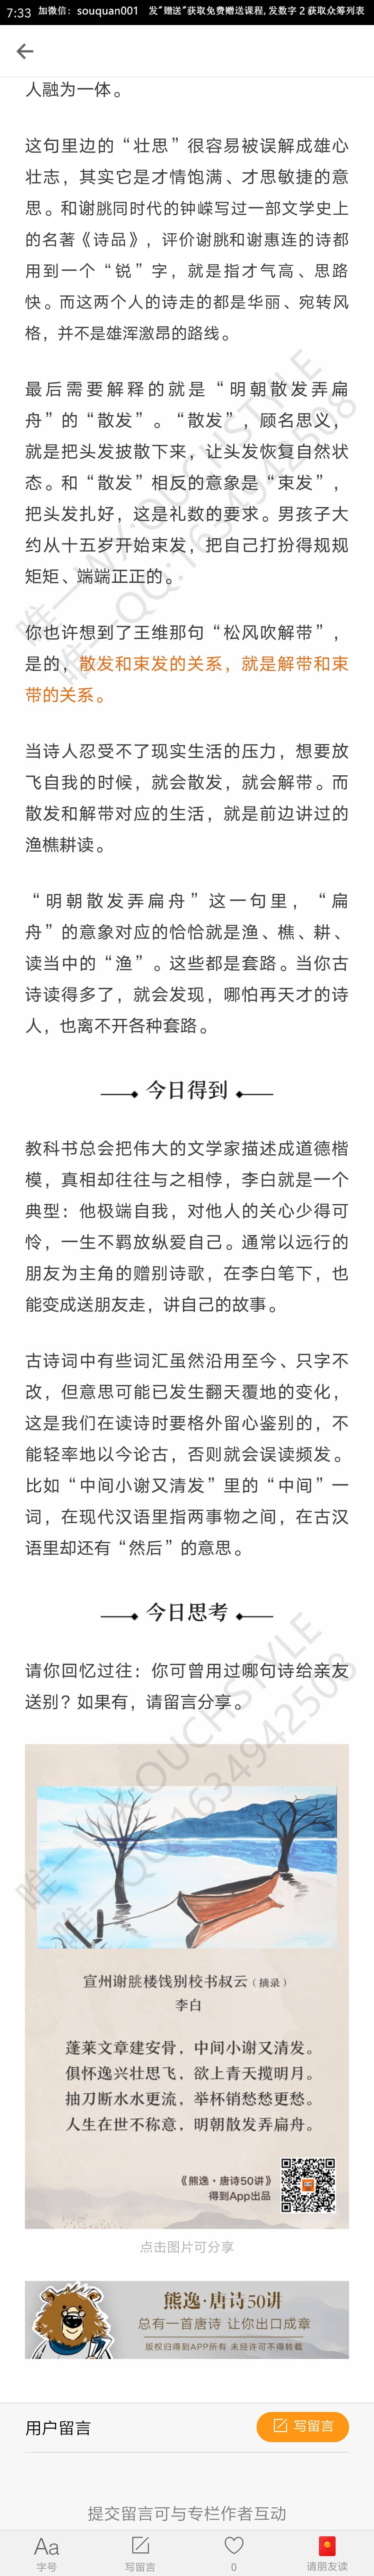 7:33 加微信：souquan001 发"赠送"获取免费赠送课程, 发数字 2 获取众筹列表
人融为一体。
这句里边的“壮思”很容易被误解成雄心
壮志，其实它是才情饱满、才思敏捷的意
思。和谢朓同时代的钟嵘写过一部文学史上
的名著《诗品》，评价谢朓和谢惠连的诗都
用到一个“锐”字，就是指才气高、思路
快。而这两个人的诗走的都是华丽、宛转风
格，并不是雄浑激昂的路线。
最后需要解释的就是“明朝散发弄扁
舟”的“散发”。“散发”，顾名思义，
就是把头发披散下来，让头发恢复自然状
态。和“散发”相反的意象是“束发”，
把头发扎好，这是礼数的要求。男孩子大
约从十五岁开始束发，把自己打扮得规规
矩矩、端端正正的。
唯一WX:OUCHSTYLE
唯一QQ:1634942508
你也许想到了王维那句“松风吹解带”，
是的，散发和束发的关系，就是解带和束
带的关系。
当诗人忍受不了现实生活的压力，想要放
飞自我的时候，就会散发，就会解带。而
散发和解带对应的生活，就是前边讲过的
渔樵耕读。
“明朝散发弄扁舟”这一句里，“扁
舟”的意象对应的恰恰就是渔、樵、耕、
读当中的“渔”。这些都是套路。当你古
诗读得多了，就会发现，哪怕再天才的诗
人，也离不开各种套路。
今日得到
教科书总会把伟大的文学家描述成道德楷
模，真相却往往与之相悖，李白就是一个
典型：他极端自我，对他人的关心少得可
怜，一生不羁放纵爱自己。通常以远行的
朋友为主角的赠别诗歌，在李白笔下，也
能变成送朋友走，讲自己的故事。
古诗词中有些词汇虽然沿用至今、只字不
改，但意思可能已发生翻天覆地的变化，
这是我们在读诗时要格外留心鉴别的，不
能轻率地以今论古，否则就会误读频发。
比如“中间小谢又清发”里的“中间”一
词，在现代汉语里指两事物之间，在古汉
语里却还有“然后”的意思。
今日思考
请你回忆过往：你可曾用过哪句诗给亲友
送别？如果有，请留言分享。
唯一WX:OUCHSTYLE
唯一QQ:1634942508
宣州谢朓楼饯别校书叔云（摘录）
李白
蓬莱文章建安骨，中间小谢又清发。
俱怀逸兴壮思飞，欲上青天揽明月。
抽刀断水水更流，举杯销愁愁更愁。
人生在世不称意，明朝散发弄扁舟。
《熊逸·唐诗50讲》
得到App出品
点击图片可分享
熊逸·唐诗50讲
总有一首唐诗 让你出口成章
版权归得到APP所有 未经许可不得转载
用户留言
写留言
提交留言可与专栏作者互动
Aa
字号
写留言
0
请朋友读